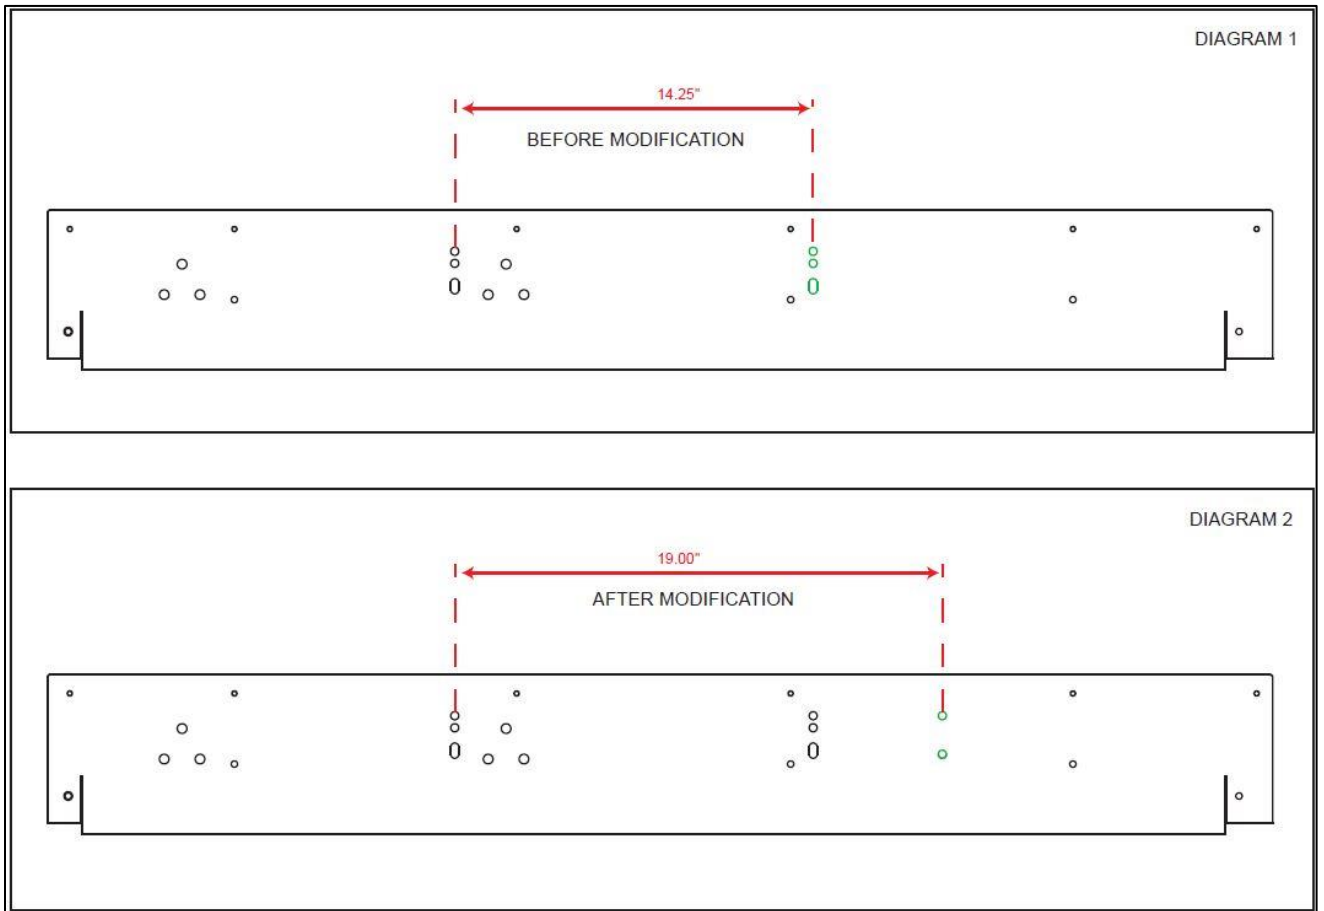 DIAGRAM 1
14.25"
BEFORE MODIFICATION
DIAGRAM 2
19.00"
AFTER MODIFICATION